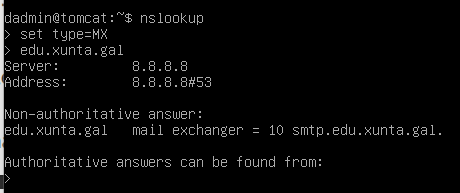 dadmin@tomcat:~$ nslookup
> set type=MX
> edu.xunta.gal
Server:         8.8.8.8
Address:        8.8.8.8#53
Non-authoritative answer:
edu.xunta.gal   mail exchanger = 10 smtp.edu.xunta.gal.
Authoritative answers can be found from:
>